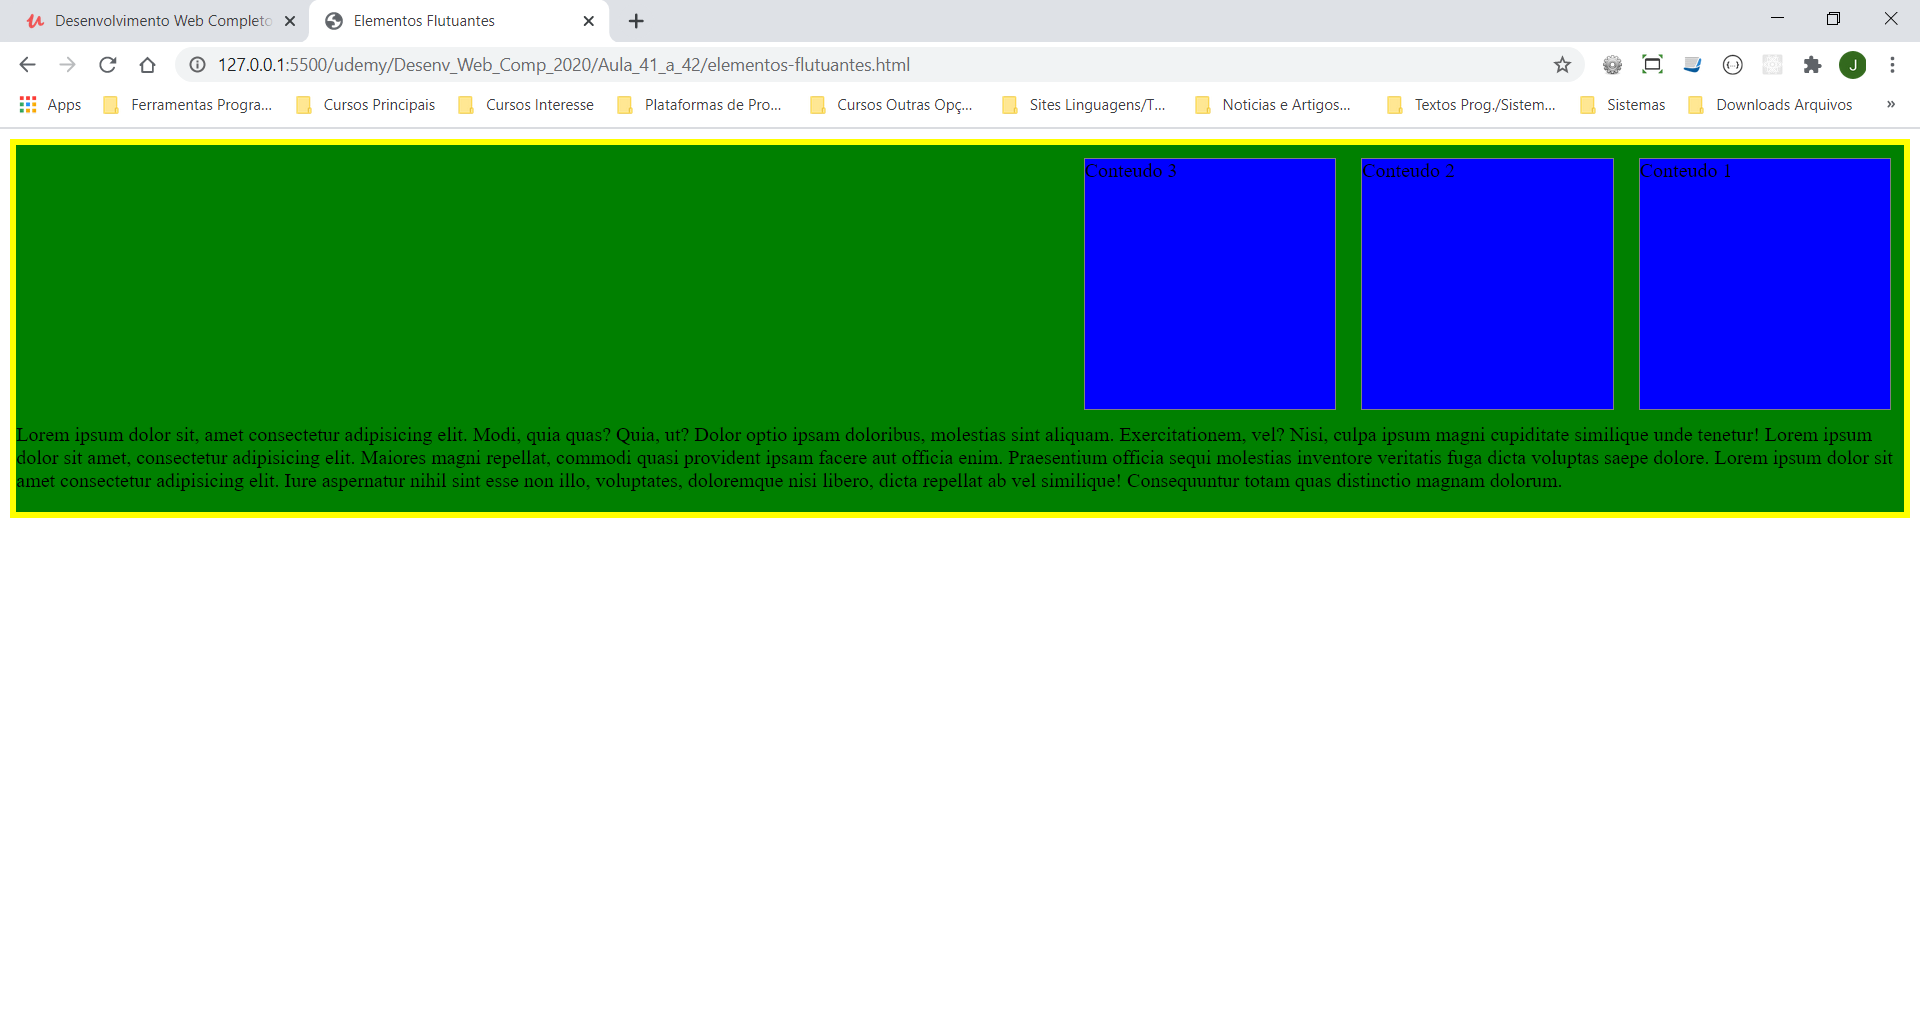 Desenvolvimento Web Completo
Elementos Flutuantes
127.0.0.1:5500/udemy/Desenv_Web_Comp_2020/Aula_41_a_42/elementos-flutuantes.html
J
Apps
Ferramentas Progra...
Cursos Principais
Cursos Interesse
Plataformas de Pro...
Cursos Outras Opç...
Sites Linguagens/T...
Noticias e Artigos...
Textos Prog./Sistem...
Sistemas
Downloads Arquivos
»
Conteudo 3
Conteudo 2
Conteudo 1
Lorem ipsum dolor sit, amet consectetur adipisicing elit. Modi, quia quas? Quia, ut? Dolor optio ipsam doloribus, molestias sint aliquam. Exercitationem, vel? Nisi, culpa ipsum magni cupiditate similique unde tenetur! Lorem ipsum
dolor sit amet, consectetur adipisicing elit. Maiores magni repellat, commodi quasi provident ipsam facere aut officia enim. Praesentium officia sequi molestias inventore veritatis fuga dicta voluptas saepe dolore. Lorem ipsum dolor sit
amet consectetur adipisicing elit. Iure aspernatur nihil sint esse non illo, voluptates, doloremque nisi libero, dicta repellat ab vel similique! Consequuntur totam quas distinctio magnam dolorum.